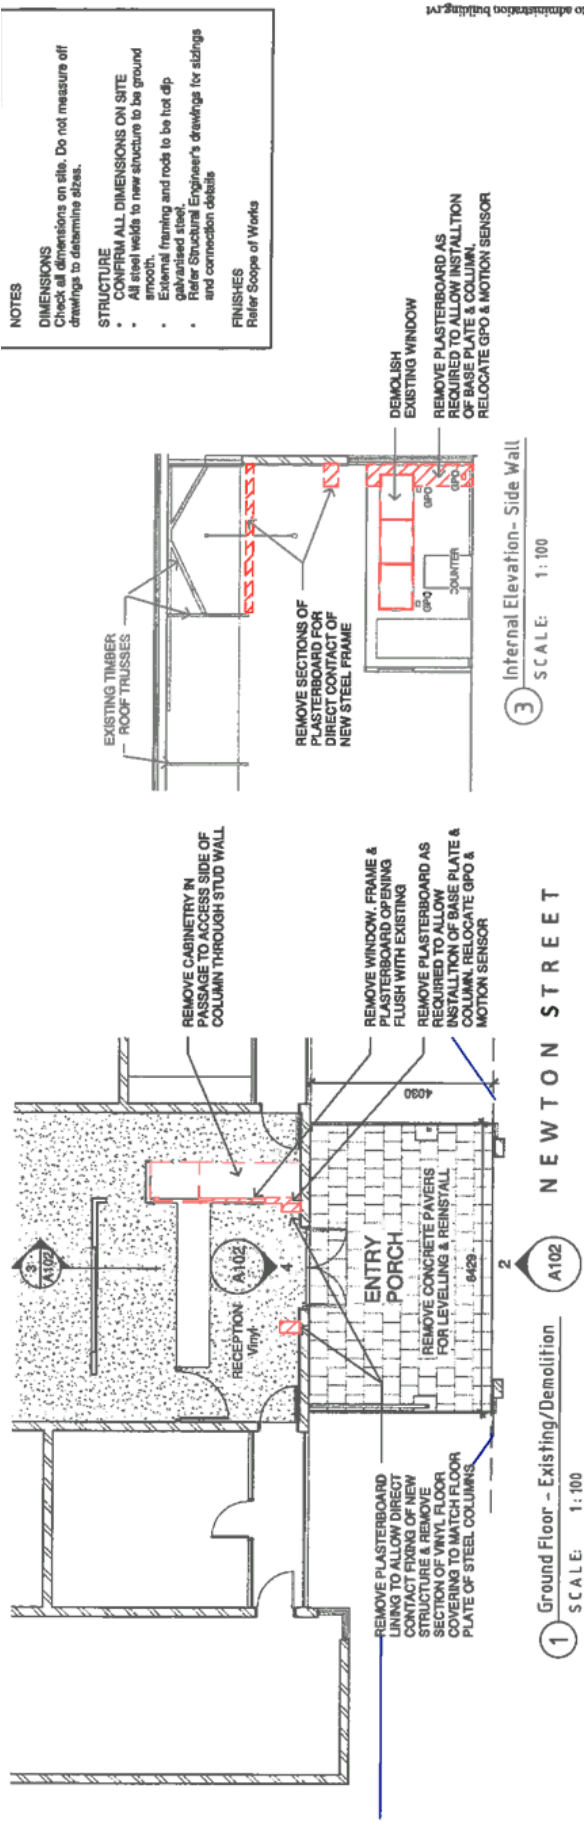 to administration building.rvt
NOTES
DIMENSIONS
Check all dimensions on site. Do not measure off
drawings to determine sizes.
STRUCTURE
• CONFIRM ALL DIMENSIONS ON SITE
• All steel welds to new structure to be ground
smooth.
• External framing and rods to be hot dip
galvanised steel.
• Refer Structural Engineer's drawings for sizings
and connection details
FINISHES
Refer Scope of Works
EXISTING TIMBER
ROOF TRUSSES
REMOVE SECTIONS OF
PLASTERBOARD FOR
DIRECT CONTACT OF
NEW STEEL FRAME
DEMOLISH
EXISTING WINDOW
REMOVE PLASTERBOARD AS
REQUIRED TO ALLOW INSTALLTION
OF BASE PLATE & COLUMN.
RELOCATE GPO & MOTION SENSOR
GPO
COUNTER
GPO
GPO
3
Internal Elevation- Side Wall
SCALE: 1:100
REMOVE CABINETRY IN
PASSAGE TO ACCESS SIDE OF
COLUMN THROUGH STUD WALL
REMOVE WINDOW, FRAME &
PLASTERBOARD OPENING
FLUSH WITH EXISTING
REMOVE PLASTERBOARD AS
REQUIRED TO ALLOW
INSTALLTION OF BASE PLATE &
COLUMN. RELOCATE GPO &
MOTION SENSOR
3
A102
RECEPTION
Vinyl
A102
4
ENTRY
PORCH
REMOVE CONCRETE PAVERS
FOR LEVELLING & REINSTALL
4030
6429
REMOVE PLASTERBOARD
LINING TO ALLOW DIRECT
CONTACT FIXING OF NEW
STRUCTURE & REMOVE
SECTION OF VINYL FLOOR
COVERING TO MATCH FLOOR
PLATE OF STEEL COLUMNS
2
A102
NEWTON STREET
1
Ground Floor - Existing/Demolition
SCALE: 1:100